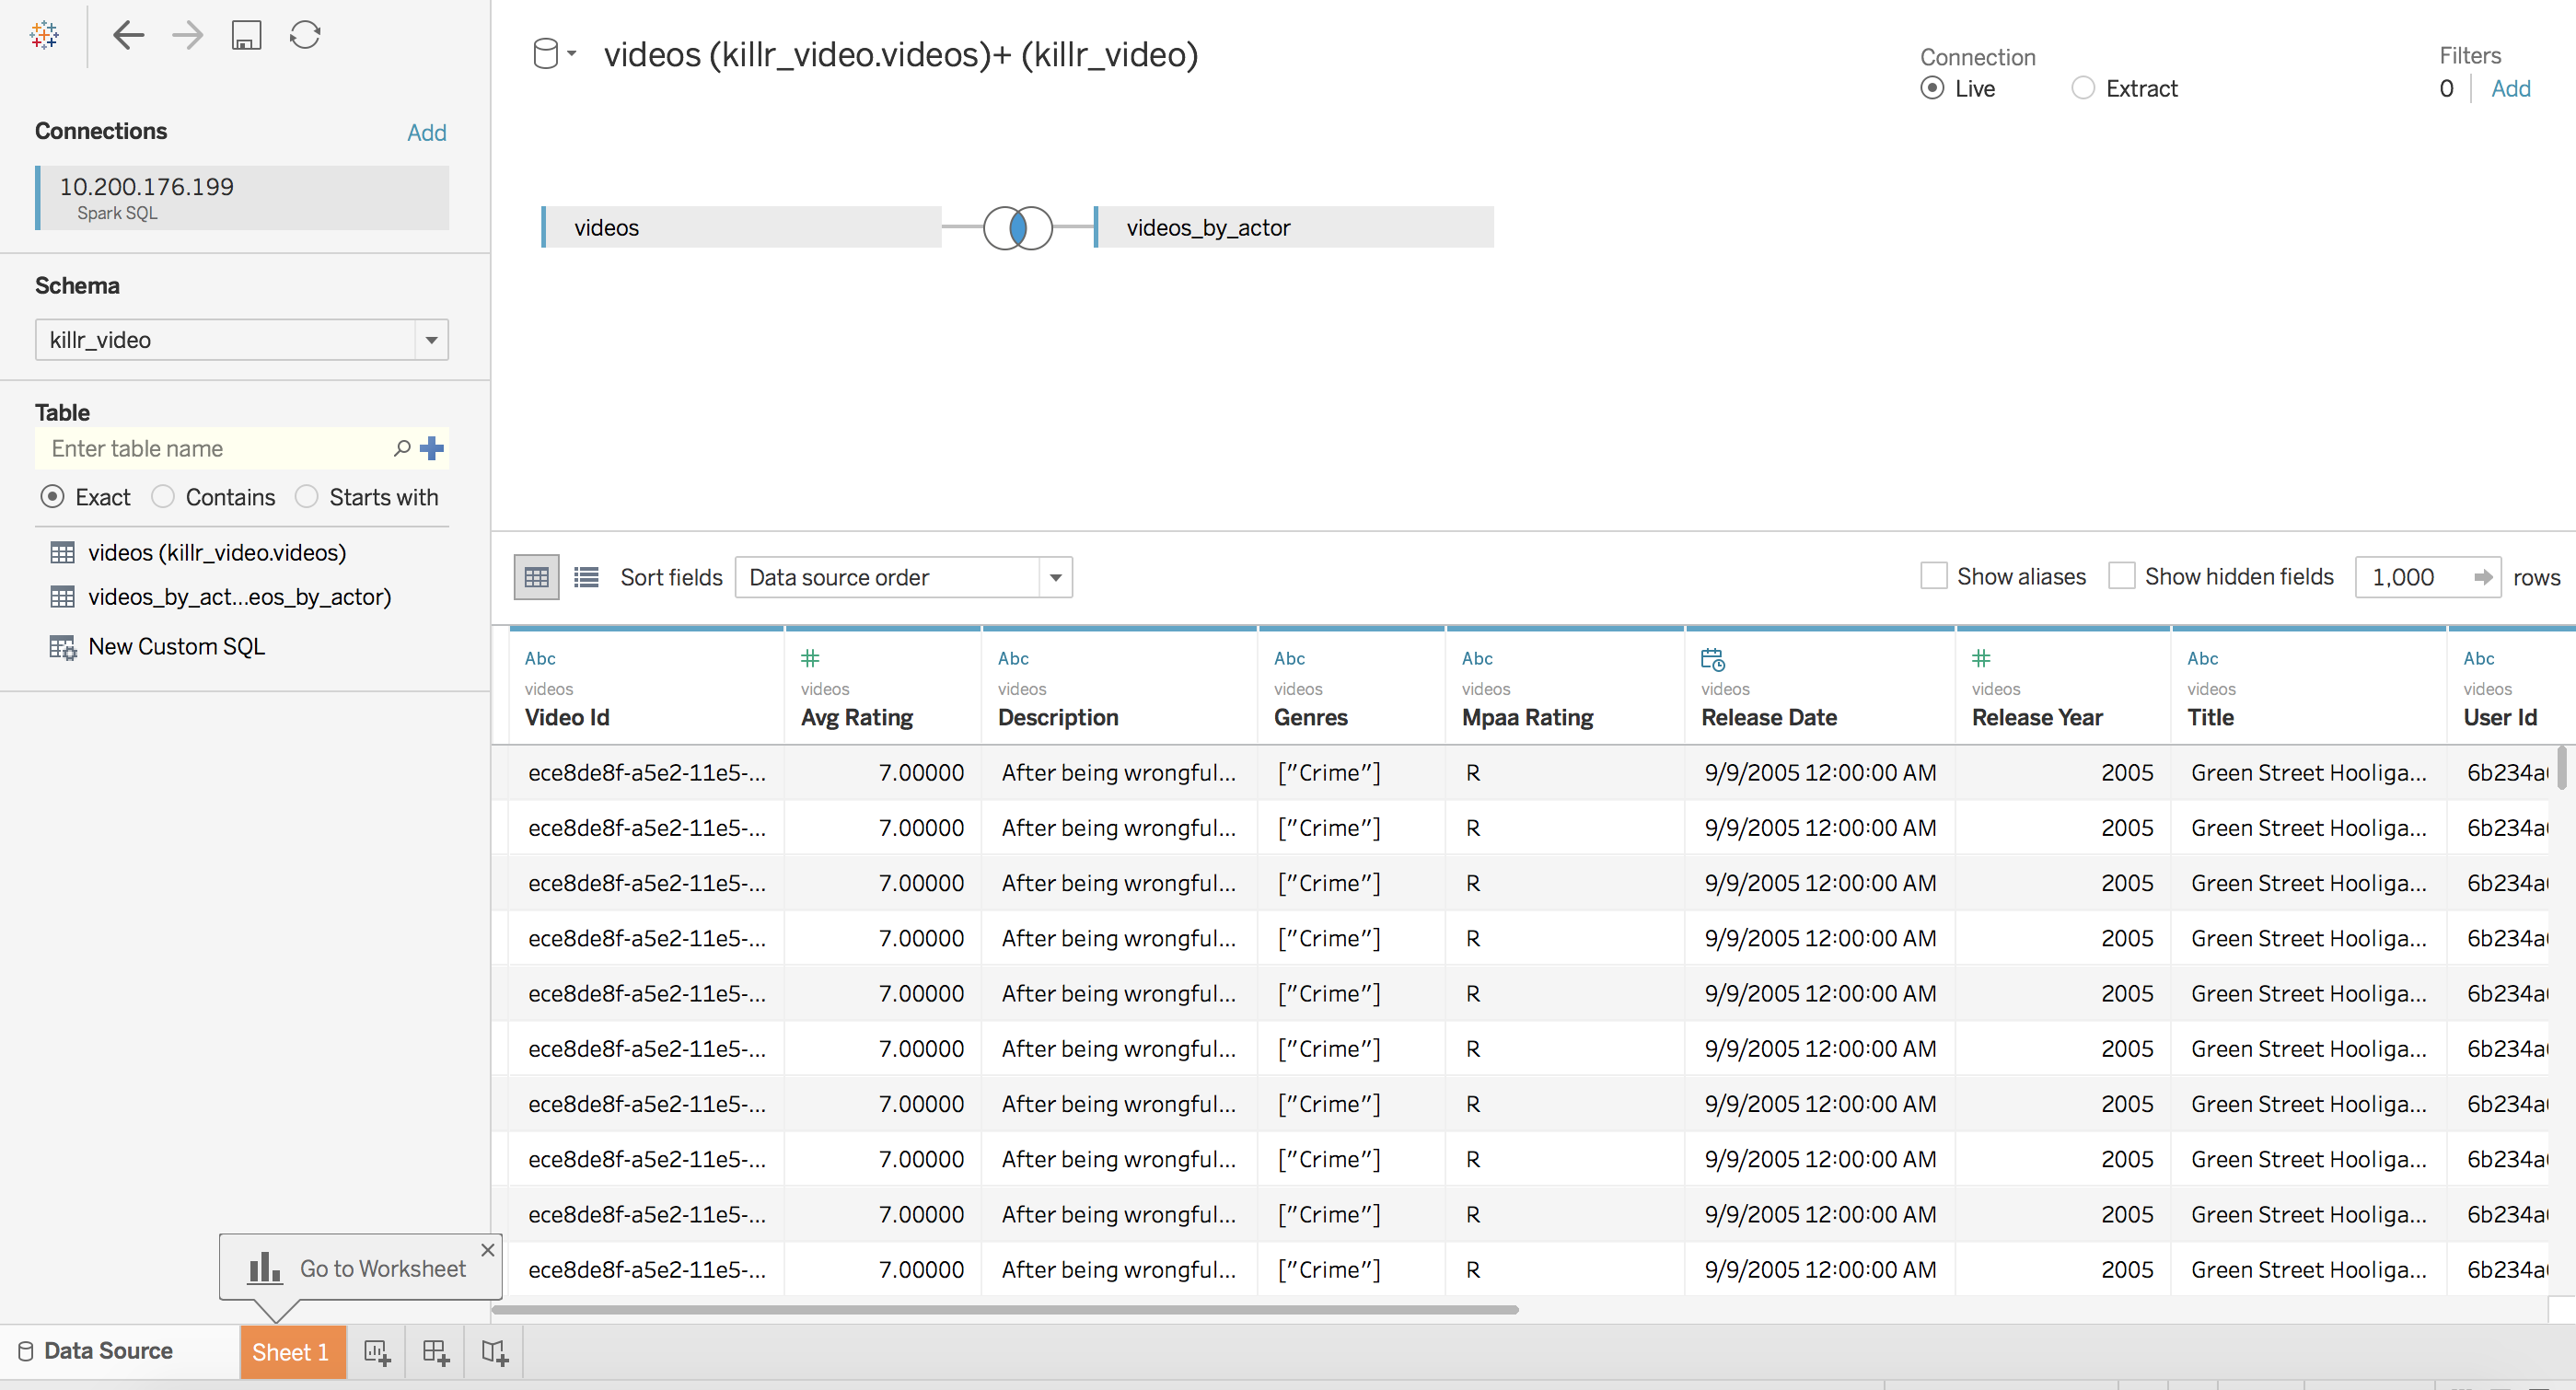 videos (killr_video.videos)+ (killr_video)
Connection
Live
Extract
Filters
0
Add
Connections
Add
10.200.176.199
Spark SQL
videos
videos_by_actor
Schema
killr_video
Table
Enter table name
Exact
Contains
Starts with
videos (killr_video.videos)
videos_by_act...eos_by_actor)
New Custom SQL
Sort fields
Data source order
Show aliases
Show hidden fields
1,000
rows
Abc # Abc Abc Abc # Abc Abc
videos videos videos videos videos videos videos videos videos
Video Id Avg Rating Description Genres Mpaa Rating Release Date Release Year Title User Id
ece8de8f-a5e2-11e5-... 7.00000 After being wrongful... ["Crime"] R 9/9/2005 12:00:00 AM 2005 Green Street Hooliga... 6b234a
ece8de8f-a5e2-11e5-... 7.00000 After being wrongful... ["Crime"] R 9/9/2005 12:00:00 AM 2005 Green Street Hooliga... 6b234a
ece8de8f-a5e2-11e5-... 7.00000 After being wrongful... ["Crime"] R 9/9/2005 12:00:00 AM 2005 Green Street Hooliga... 6b234a
ece8de8f-a5e2-11e5-... 7.00000 After being wrongful... ["Crime"] R 9/9/2005 12:00:00 AM 2005 Green Street Hooliga... 6b234a
ece8de8f-a5e2-11e5-... 7.00000 After being wrongful... ["Crime"] R 9/9/2005 12:00:00 AM 2005 Green Street Hooliga... 6b234a
ece8de8f-a5e2-11e5-... 7.00000 After being wrongful... ["Crime"] R 9/9/2005 12:00:00 AM 2005 Green Street Hooliga... 6b234a
ece8de8f-a5e2-11e5-... 7.00000 After being wrongful... ["Crime"] R 9/9/2005 12:00:00 AM 2005 Green Street Hooliga... 6b234a
ece8de8f-a5e2-11e5-... 7.00000 After being wrongful... ["Crime"] R 9/9/2005 12:00:00 AM 2005 Green Street Hooliga... 6b234a
ece8de8f-a5e2-11e5-... 7.00000 After being wrongful... ["Crime"] R 9/9/2005 12:00:00 AM 2005 Green Street Hooliga... 6b234a
ece8de8f-a5e2-11e5-... 7.00000 After being wrongful... ["Crime"] R 9/9/2005 12:00:00 AM 2005 Green Street Hooliga... 6b234a
Go to Worksheet
Data Source
Sheet 1